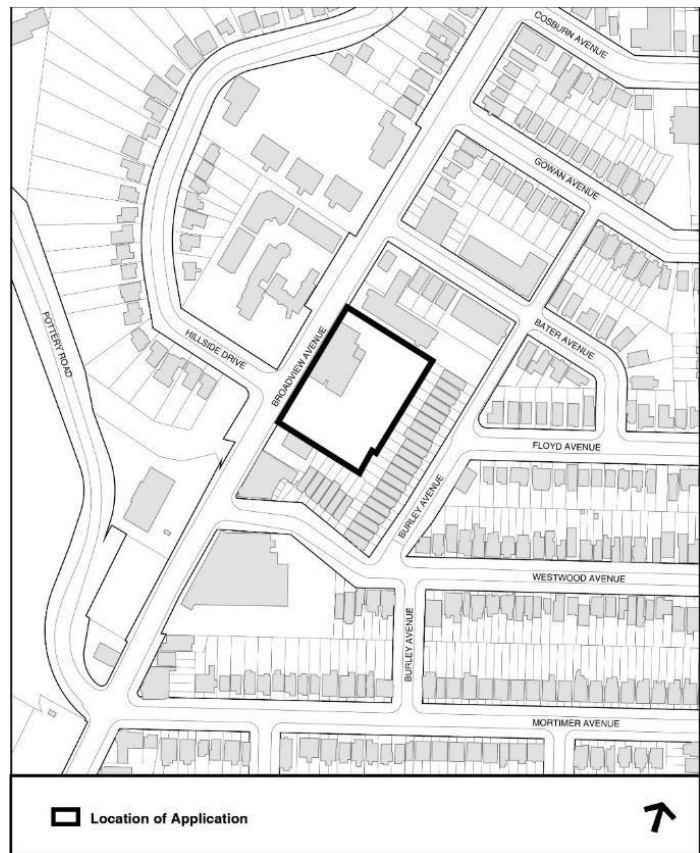 COSBURN AVENUE
GOWAN AVENUE
POTTERY ROAD
HILLSIDE DRIVE
BROADVIEW AVENUE
BATER AVENUE
FLOYD AVENUE
BURLEY AVENUE
WESTWOOD AVENUE
BURLEY AVENUE
MORTIMER AVENUE
Location of Application